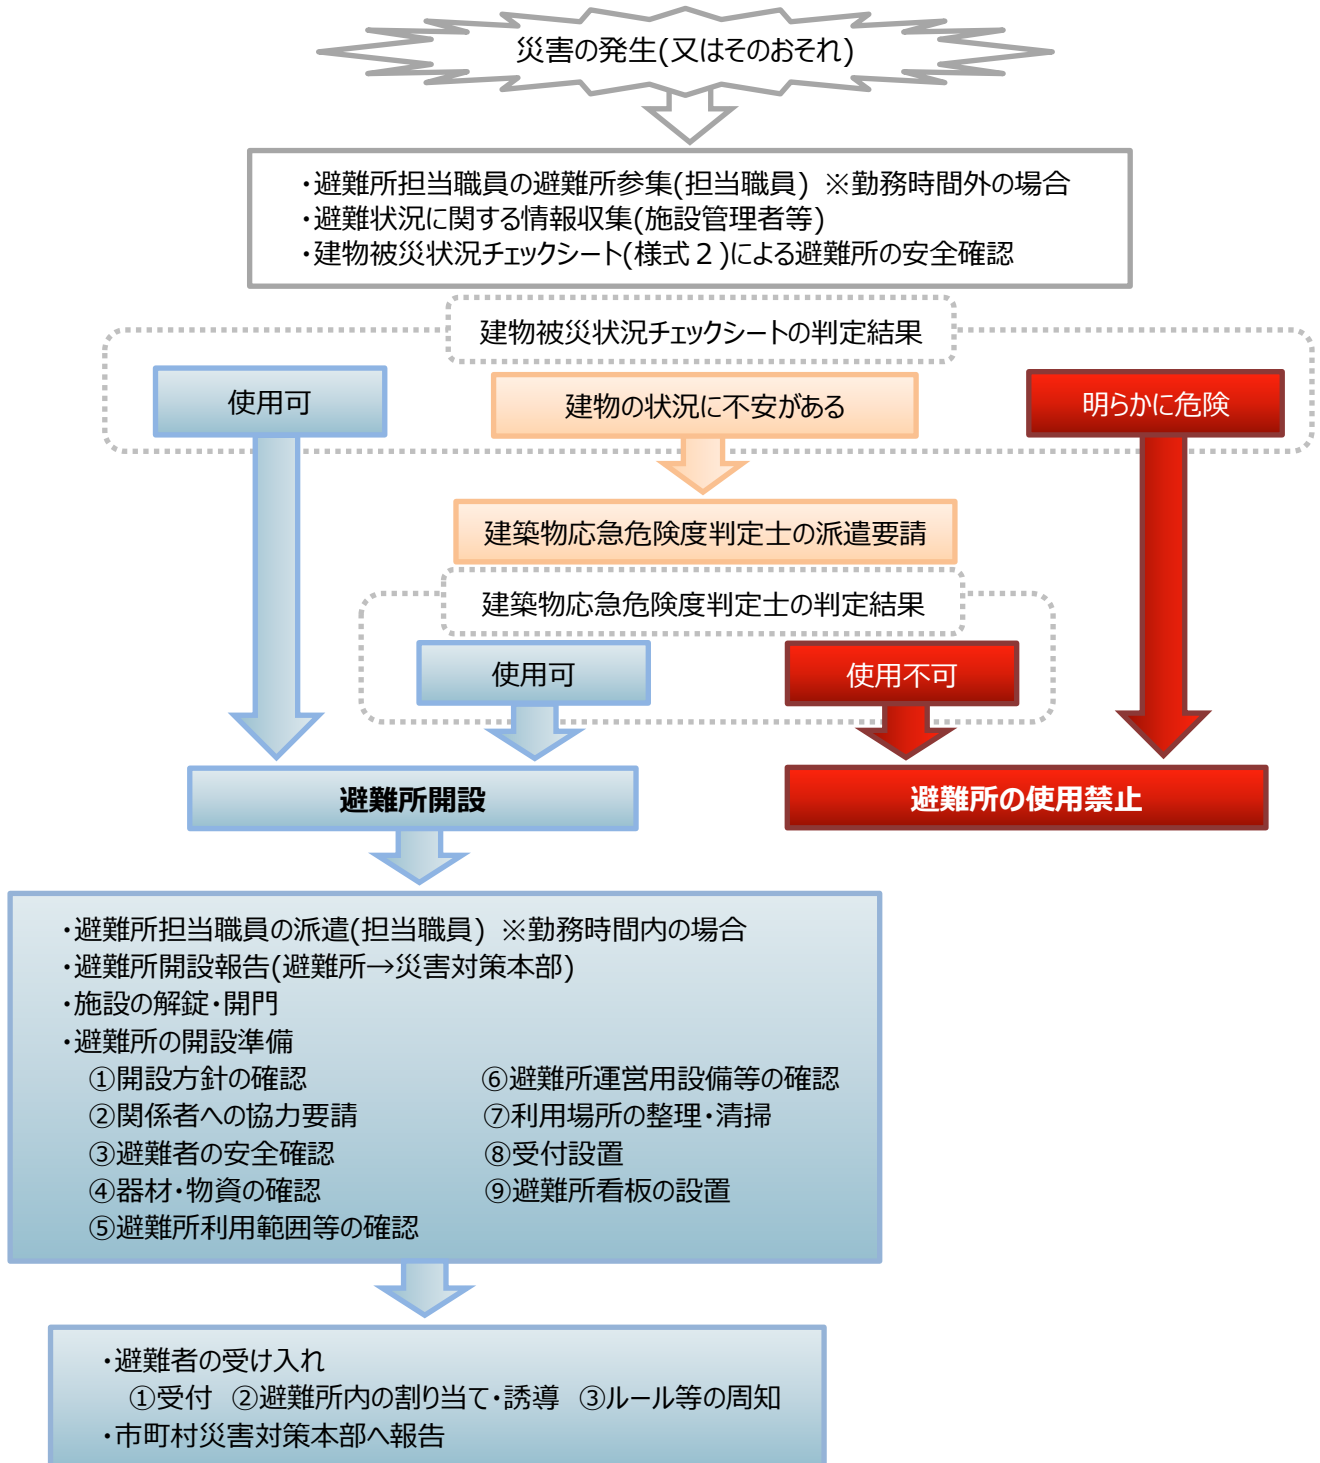 災害の発生(又はそのおそれ)
・避難所担当職員の避難所参集(担当職員) ※勤務時間外の場合
・避難状況に関する情報収集(施設管理者等)
・建物被災状況チェックシート(様式２)による避難所の安全確認
建物被災状況チェックシートの判定結果
使用可
建物の状況に不安がある
明らかに危険
建築物応急危険度判定士の派遣要請
建築物応急危険度判定士の判定結果
使用可
使用不可
避難所開設
避難所の使用禁止
・避難所担当職員の派遣(担当職員) ※勤務時間内の場合
・避難所開設報告(避難所→災害対策本部)
・施設の解錠・開門
・避難所の開設準備
①開設方針の確認
②関係者への協力要請
③避難者の安全確認
④器材・物資の確認
⑤避難所利用範囲等の確認
⑥避難所運営用設備等の確認
⑦利用場所の整理・清掃
⑧受付設置
⑨避難所看板の設置
・避難者の受け入れ
①受付 ②避難所内の割り当て・誘導 ③ルール等の周知
・市町村災害対策本部へ報告